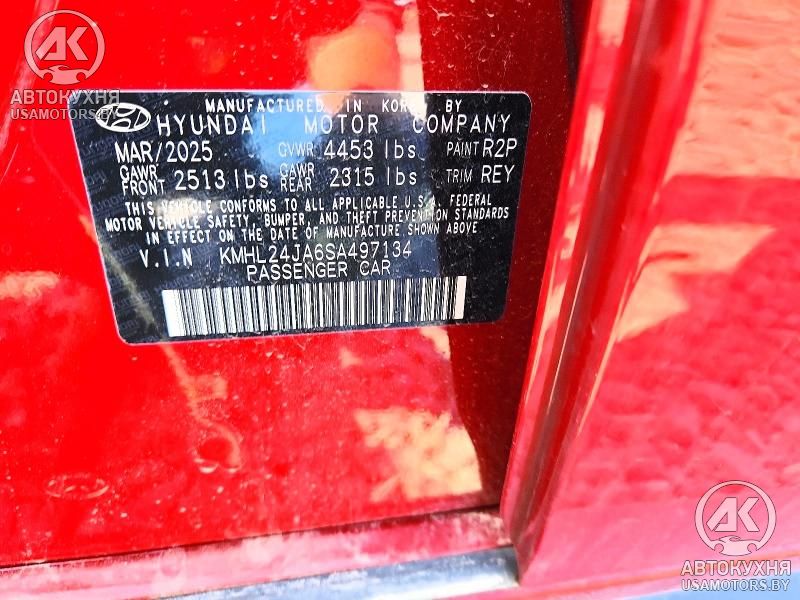 АК
АВТОКУХНЯ
USAMOTORS.BY
MANUFACTURED IN KOREA BY
HYUNDAI MOTOR COMPANY
MAR/2025 GVWR 4453 lbs PAINT R2P
GAWR FRONT 2513 lbs GAWR REAR 2315 lbs TRIM REY
THIS VEHICLE CONFORMS TO ALL APPLICABLE U.S.A. FEDERAL
MOTOR VEHICLE SAFETY, BUMPER, AND THEFT PREVENTION STANDARDS
IN EFFECT ON THE DATE OF MANUFACTURE SHOWN ABOVE
V.I.N KMHL24JA6SA497134
PASSENGER CAR
АК
АВТОКУХНЯ
USAMOTORS.BY